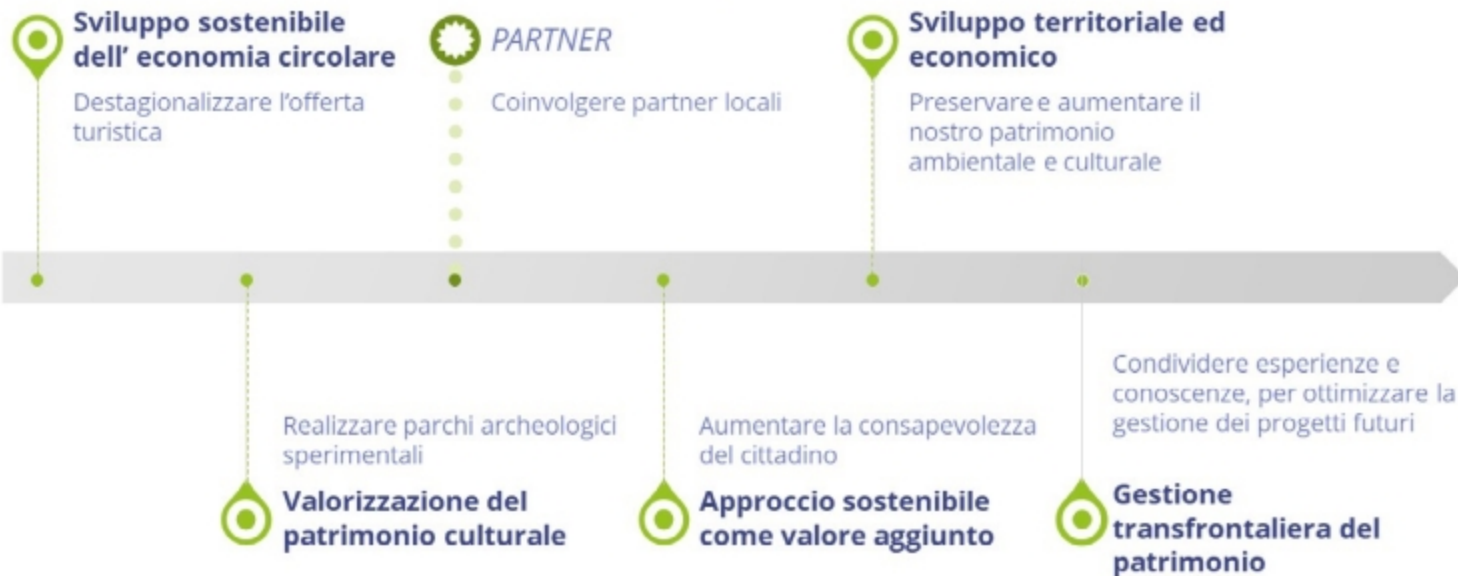 Sviluppo sostenibile
dell' economia circolare
Destagionalizzare l'offerta
turistica
PARTNER
Coinvolgere partner locali
Sviluppo territoriale ed
economico
Preservare e aumentare il
nostro patrimonio
ambientale e culturale
Realizzare parchi archeologici
sperimentali
Valorizzazione del
patrimonio culturale
Aumentare la consapevolezza
del cittadino
Approccio sostenibile
come valore aggiunto
Condividere esperienze e
conoscenze, per ottimizzare la
gestione dei progetti futuri
Gestione
transfrontaliera del
patrimonio